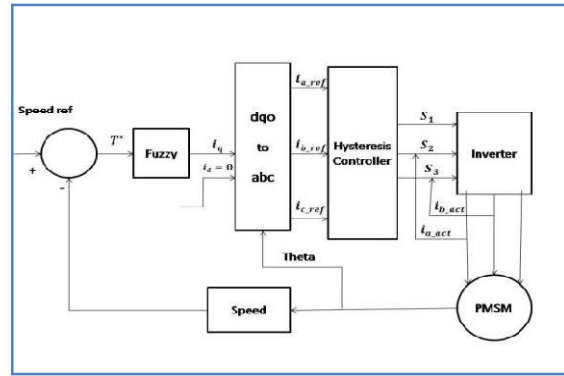 Speed ref
+
-
T*
Fuzzy
i_q
i_d = 0
dqo
to
abc
i_a_ref
i_b_ref
i_c_ref
Hysteresis
Controller
S_1
S_2
S_3
Inverter
i_b_act
i_a_act
Theta
Speed
PMSM